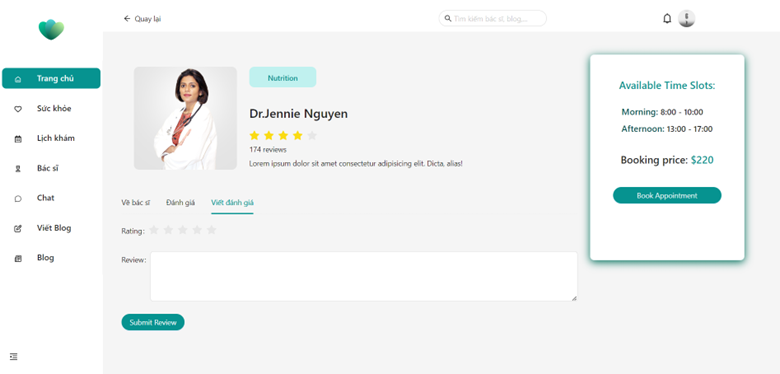 Quay lại
Tìm kiếm bác sĩ, blog,...
Trang chủ
Sức khỏe
Lịch khám
Bác sĩ
Chat
Viết Blog
Blog
Nutrition
Dr.Jennie Nguyen
174 reviews
Lorem ipsum dolor sit amet consectetur adipisicing elit. Dicta, alias!
Về bác sĩ
Đánh giá
Viết đánh giá
Rating:
Review:
Submit Review
Available Time Slots:
Morning: 8:00 - 10:00
Afternoon: 13:00 - 17:00
Booking price: $220
Book Appointment